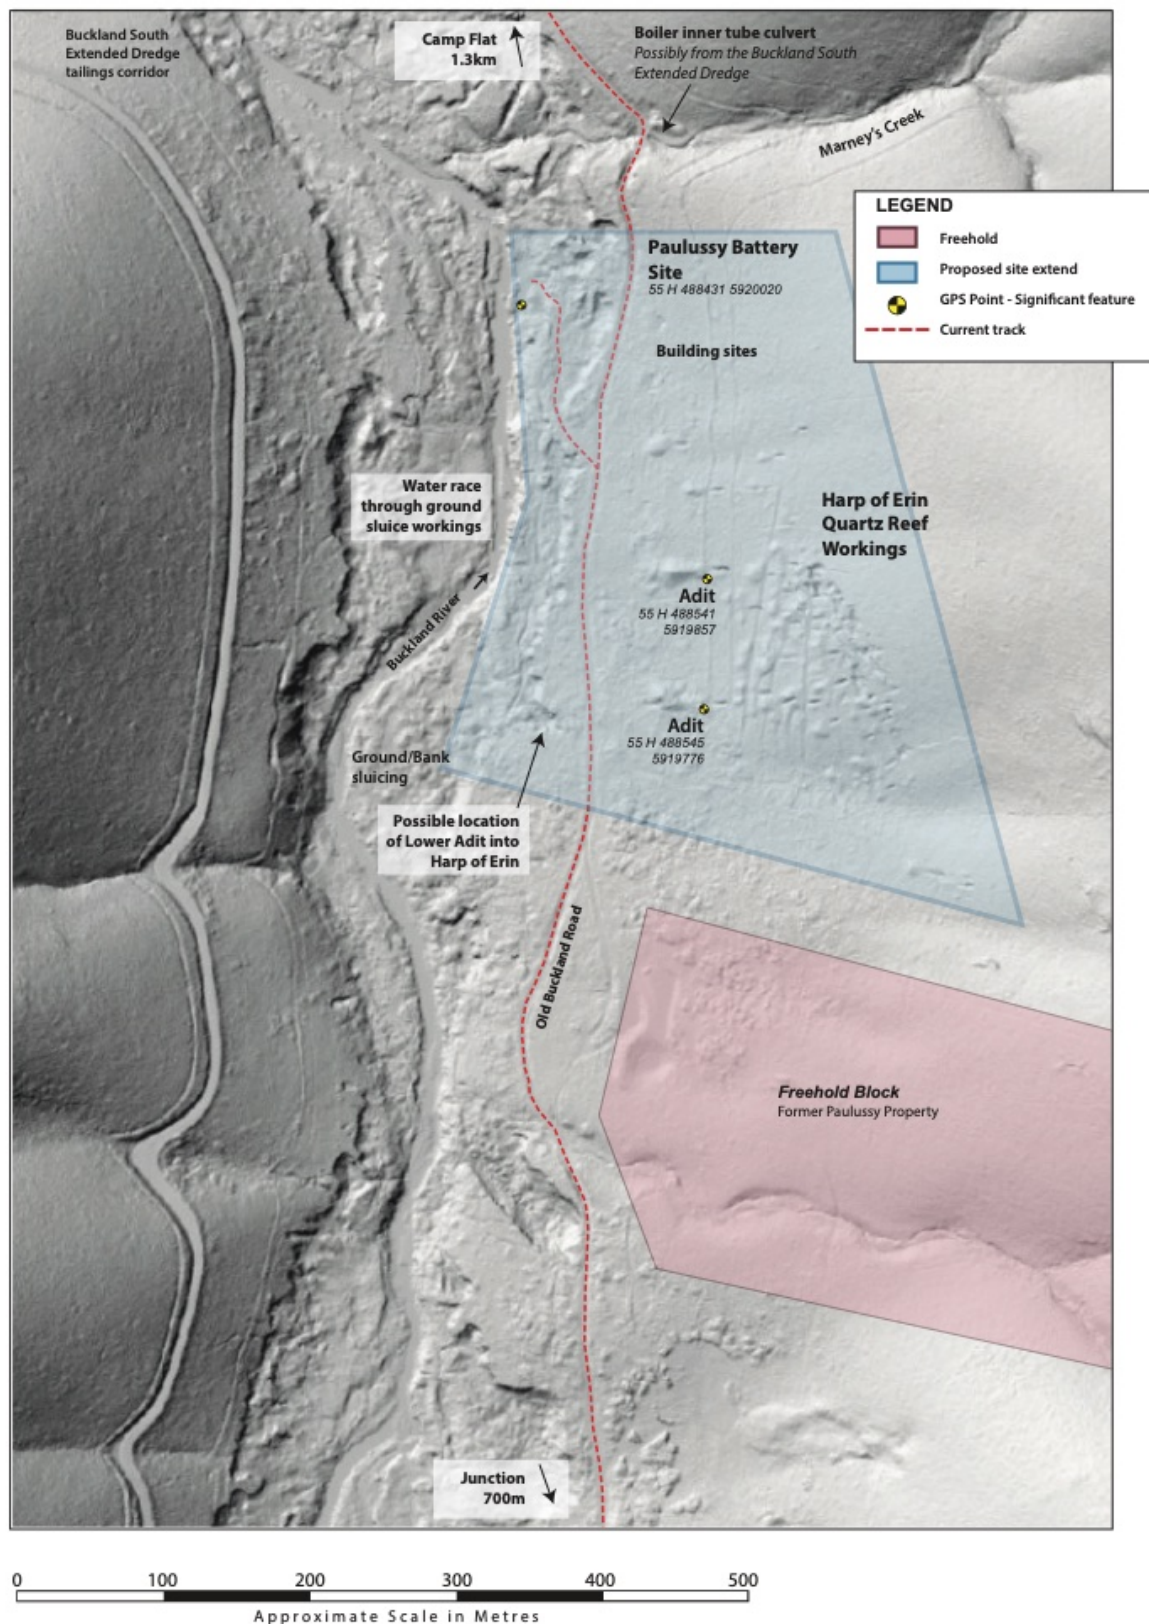 Buckland South
Extended Dredge
tailings corridor
Camp Flat
1.3km
Boiler inner tube culvert
Possibly from the Buckland South
Extended Dredge
Marney's Creek
LEGEND
Freehold
Proposed site extend
GPS Point - Significant feature
Current track
Paulussy Battery
Site
55 H 488431 5920020
Building sites
Water race
through ground
sluice workings
Harp of Erin
Quartz Reef
Workings
Adit
55 H 488541
5919857
Buckland River
Adit
55 H 488545
5919776
Ground/Bank
sluicing
Possible location
of Lower Adit into
Harp of Erin
Old Buckland Road
Freehold Block
Former Paulussy Property
Junction
700m
0 100 200 300 400 500
Approximate Scale in Metres